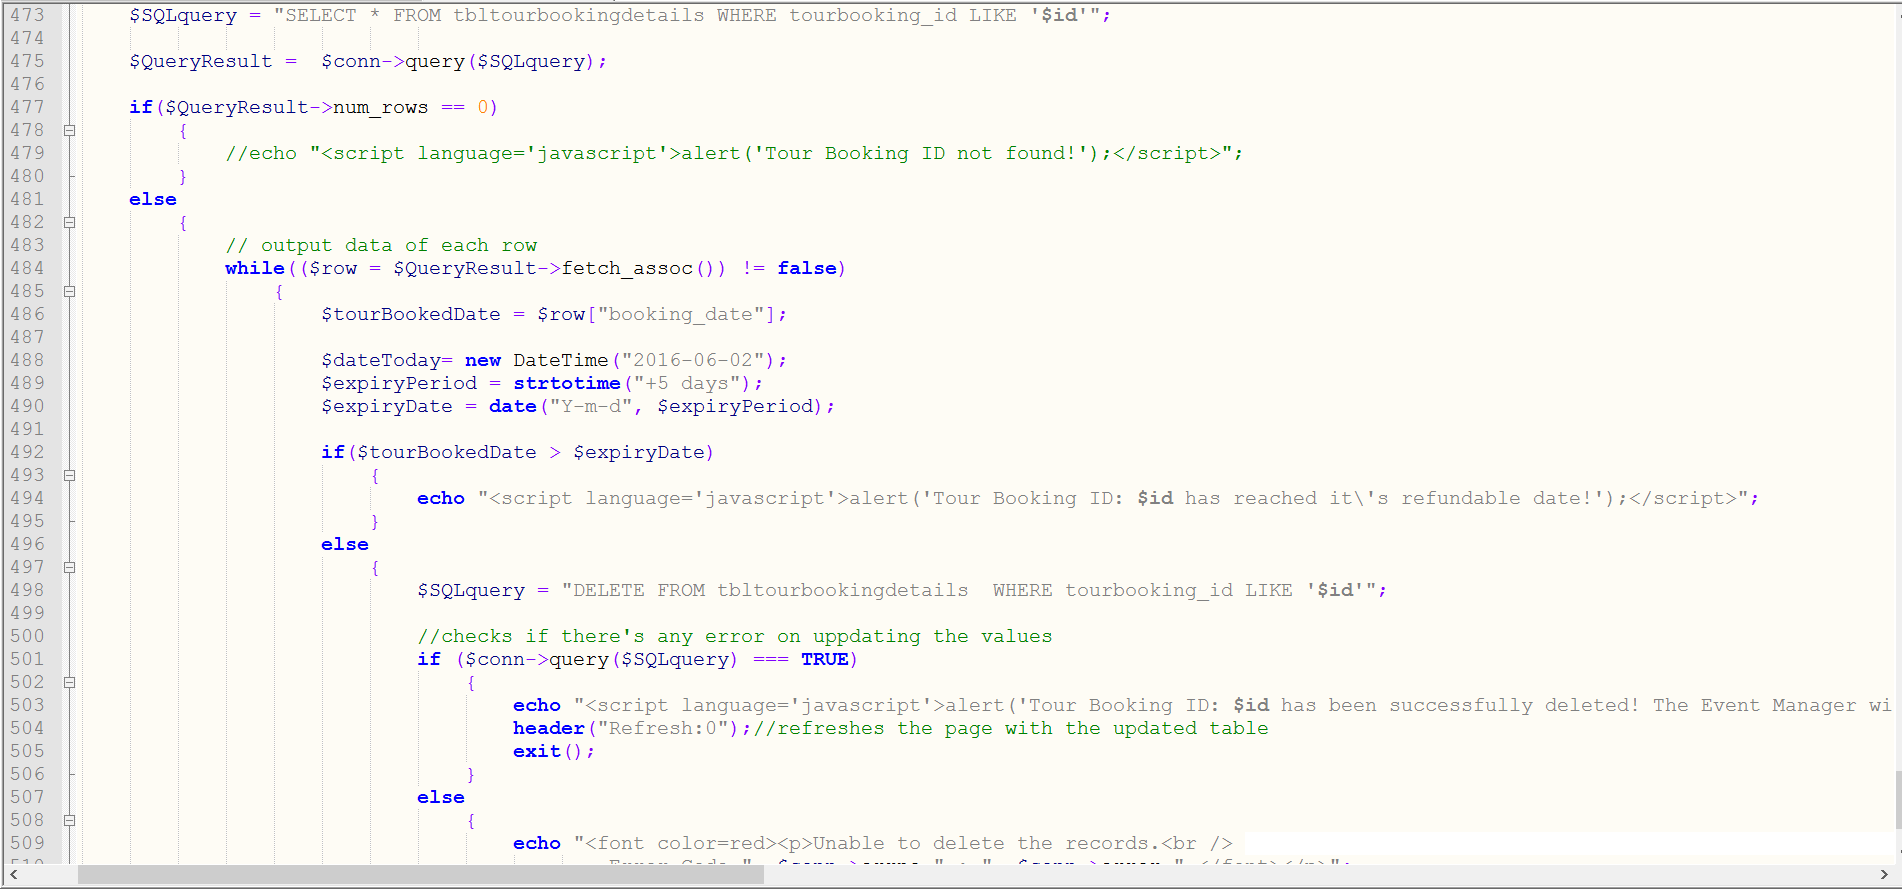 473 $SQLquery = "SELECT * FROM tbltourbookingdetails WHERE tourbooking_id LIKE '$id'";
474
475 $QueryResult =  $conn->query($SQLquery);
476
477 if($QueryResult->num_rows == 0)
478 {
479 //echo "<script language='javascript'>alert('Tour Booking ID not found!');</script>";
480 }
481 else
482 {
483 // output data of each row
484 while(($row = $QueryResult->fetch_assoc()) != false)
485 {
486 $tourBookedDate = $row["booking_date"];
487
488 $dateToday= new DateTime("2016-06-02");
489 $expiryPeriod = strtotime("+5 days");
490 $expiryDate = date("Y-m-d", $expiryPeriod);
491
492 if($tourBookedDate > $expiryDate)
493 {
494 echo "<script language='javascript'>alert('Tour Booking ID: $id has reached it\'s refundable date!');</script>";
495 }
496 else
497 {
498 $SQLquery = "DELETE FROM tbltourbookingdetails  WHERE tourbooking_id LIKE '$id'";
499
500 //checks if there's any error on uppdating the values
501 if ($conn->query($SQLquery) === TRUE)
502 {
503 echo "<script language='javascript'>alert('Tour Booking ID: $id has been successfully deleted! The Event Manager wi
504 header("Refresh:0");//refreshes the page with the updated table
505 exit();
506 }
507 else
508 {
509 echo "<font color=red><p>Unable to delete the records.<br />